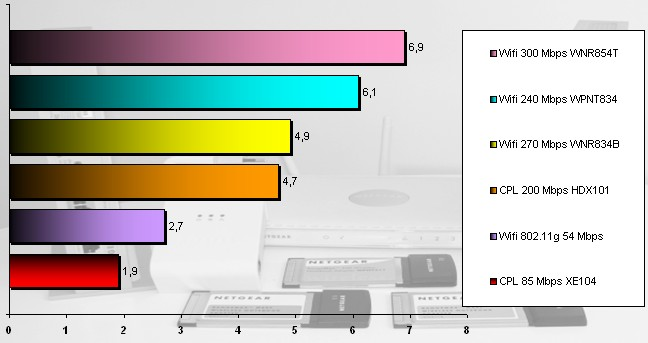 6,9
6,1
4,9
4,7
2,7
1,9
0 1 2 3 4 5 6 7 8
Wifi 300 Mbps WNR854T
Wifi 240 Mbps WPNT834
Wifi 270 Mbps WNR834B
CPL 200 Mbps HDX101
Wifi 802.11g 54 Mbps
CPL 85 Mbps XE104
NETGEAR
NETGEAR
NETGEAR